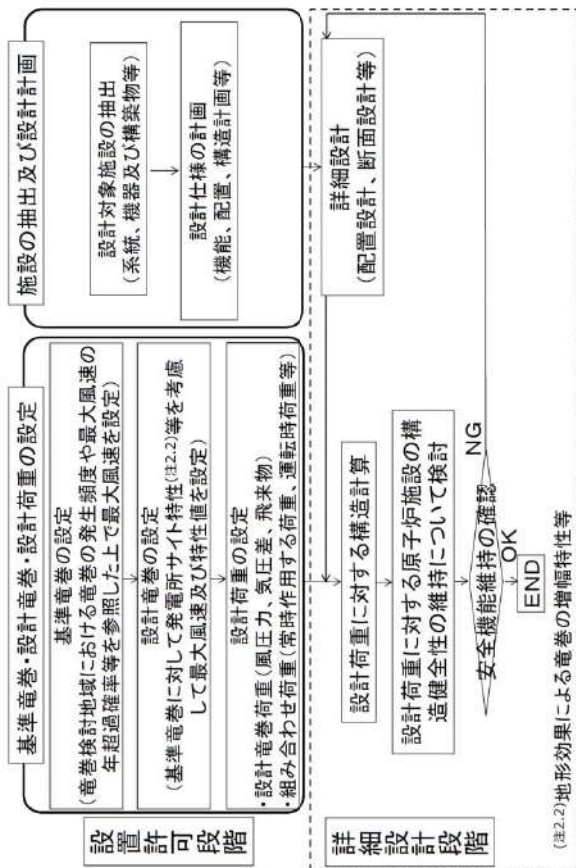 設置許可段階
基準竜巻・設計竜巻・設計荷重の設定
基準竜巻の設定
(竜巻検討地域における竜巻の発生頻度や最大風速の
年超過確率等を参照した上で最大風速を設定)
設計竜巻の設定
(基準竜巻に対して発電所サイト特性(注2.2)等を考慮
して最大風速及び特性値を設定)
設計荷重の設定
・設計竜巻荷重(風圧力、気圧差、飛来物)
・組み合わせ荷重(常時作用する荷重、運転時荷重等)
施設の抽出及び設計計画
設計対象施設の抽出
(系統、機器及び構築物等)
設計仕様の計画
(機能、配置、構造計画等)
詳細設計段階
詳細設計
(配置設計、断面設計等)
設計荷重に対する構造計算
設計荷重に対する原子炉施設の構
造健全性の維持について検討
安全機能維持の確認
NG
OK
END
(注2.2)地形効果による竜巻の増幅特性等